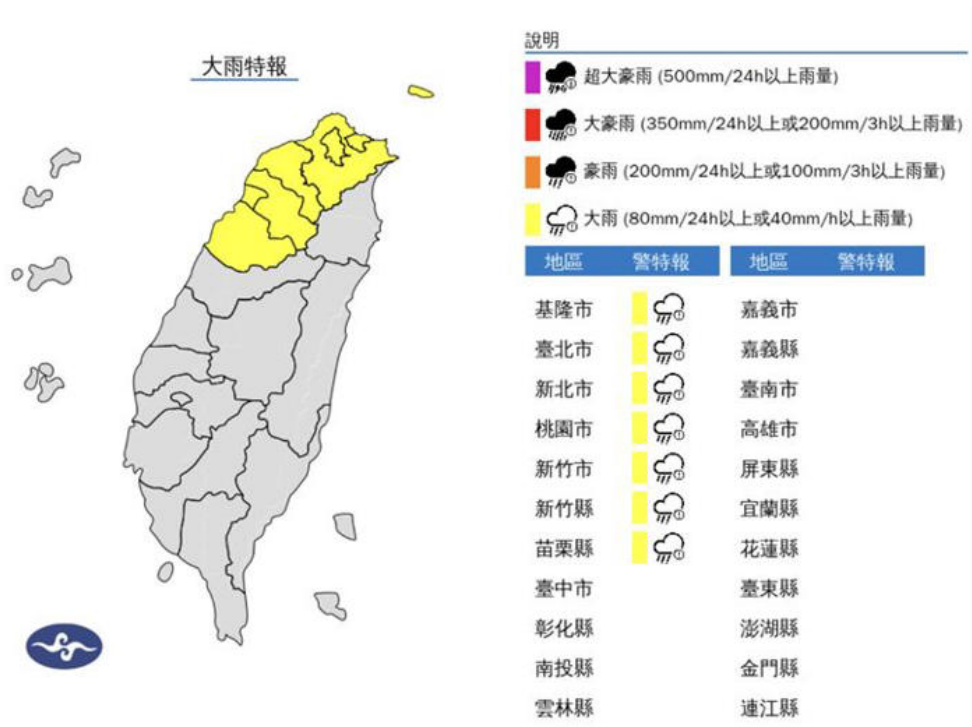 大雨特報
說明
超大豪雨 (500mm/24h以上雨量)
大豪雨 (350mm/24h以上或200mm/3h以上雨量)
豪雨 (200mm/24h以上或100mm/3h以上雨量)
大雨 (80mm/24h以上或40mm/h以上雨量)
地區 警特報 地區 警特報
基隆市 嘉義市
臺北市 嘉義縣
新北市 臺南市
桃園市 高雄市
新竹市 屏東縣
新竹縣 宜蘭縣
苗栗縣 花蓮縣
臺中市 臺東縣
彰化縣 澎湖縣
南投縣 金門縣
雲林縣 連江縣